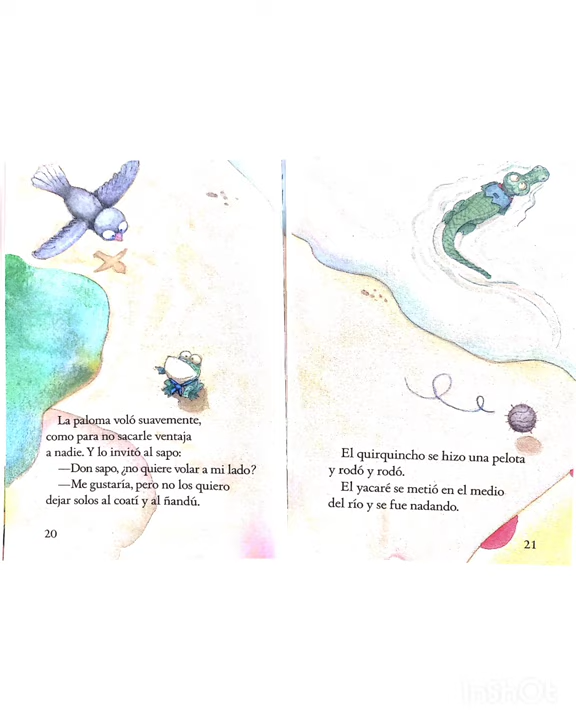 La paloma voló suavemente,
como para no sacarle ventaja
a nadie. Y lo invitó al sapo:
—Don sapo, ¿no quiere volar a mi lado?
—Me gustaría, pero no los quiero
dejar solos al coatí y al ñandú.
20
El quirquincho se hizo una pelota
y rodó y rodó.
El yacaré se metió en el medio
del río y se fue nadando.
21
InShOt